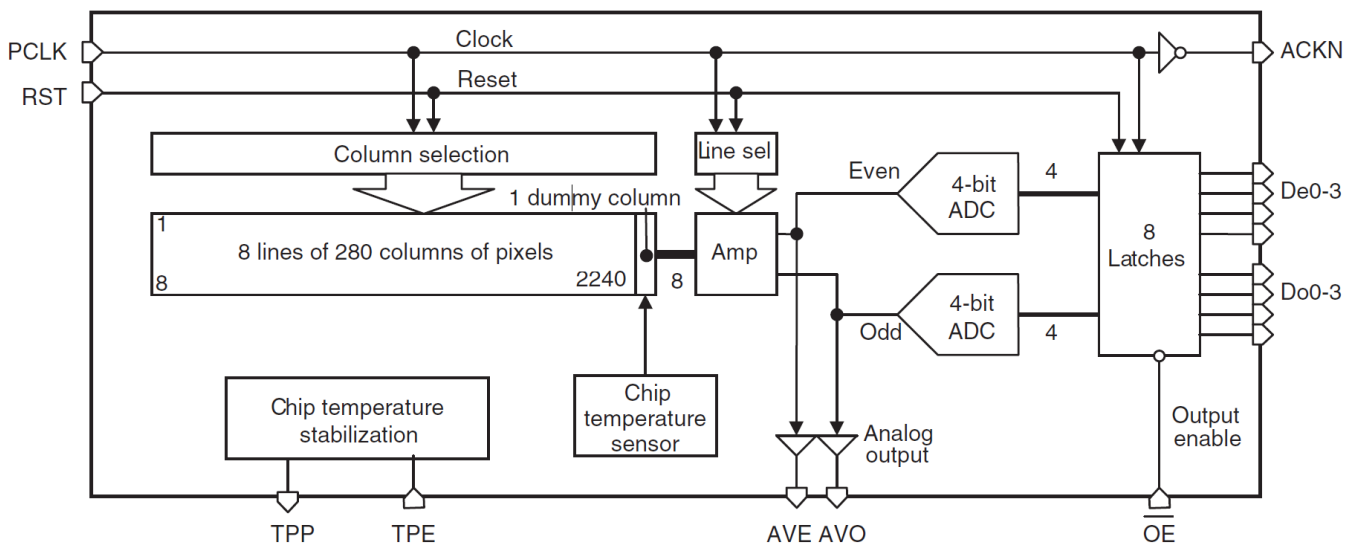 PCLK
Clock
ACKN
RST
Reset
Column selection
Line sel
1 dummy column
1
8 lines of 280 columns of pixels
8
2240
8
Amp
Even
4-bit
ADC
4
Odd
4-bit
ADC
4
8
Latches
De0-3
Do0-3
Chip temperature
stabilization
Chip
temperature
sensor
Analog
output
Output
enable
TPP
TPE
AVE
AVO
OE